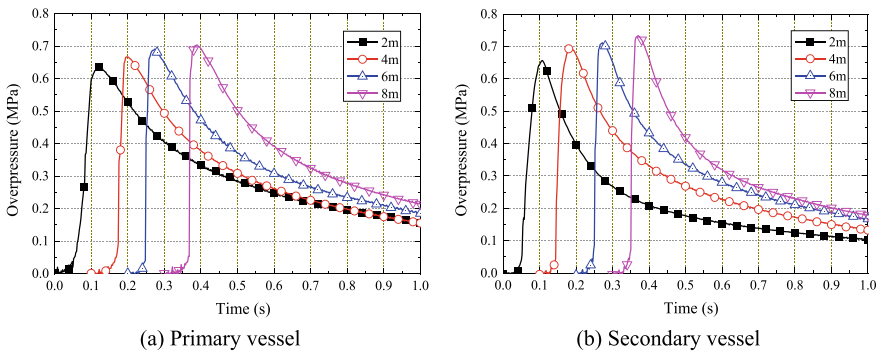 0.8
0.7
0.6
0.5
0.4
0.3
0.2
0.1
0.0
Overpressure (MPa)
2m
4m
6m
8m
0.0 0.1 0.2 0.3 0.4 0.5 0.6 0.7 0.8 0.9 1.0
Time (s)
(a) Primary vessel
0.8
0.7
0.6
0.5
0.4
0.3
0.2
0.1
0.0
Overpressure (MPa)
2m
4m
6m
8m
0.0 0.1 0.2 0.3 0.4 0.5 0.6 0.7 0.8 0.9 1.0
Time (s)
(b) Secondary vessel